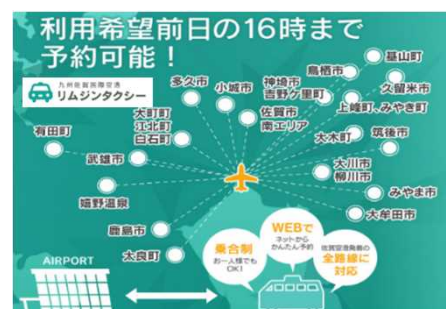 利用希望前日の16時まで
予約可能！
九州佐賀国際空港
リムジンタクシー
多久市
小城市
神埼市
吉野ケ里町
鳥栖市
基山町
久留米市
上峰町、みやき町
大町町
江北町
白石町
佐賀市
南エリア
大木町
筑後市
有田町
武雄市
大川市
柳川市
嬉野温泉
みやま市
大牟田市
鹿島市
太良町
AIRPORT
乗合制
お一人様でも
OK！
WEBで
ネットから
かんたん予約
佐賀空港発着の
全路線に
対応